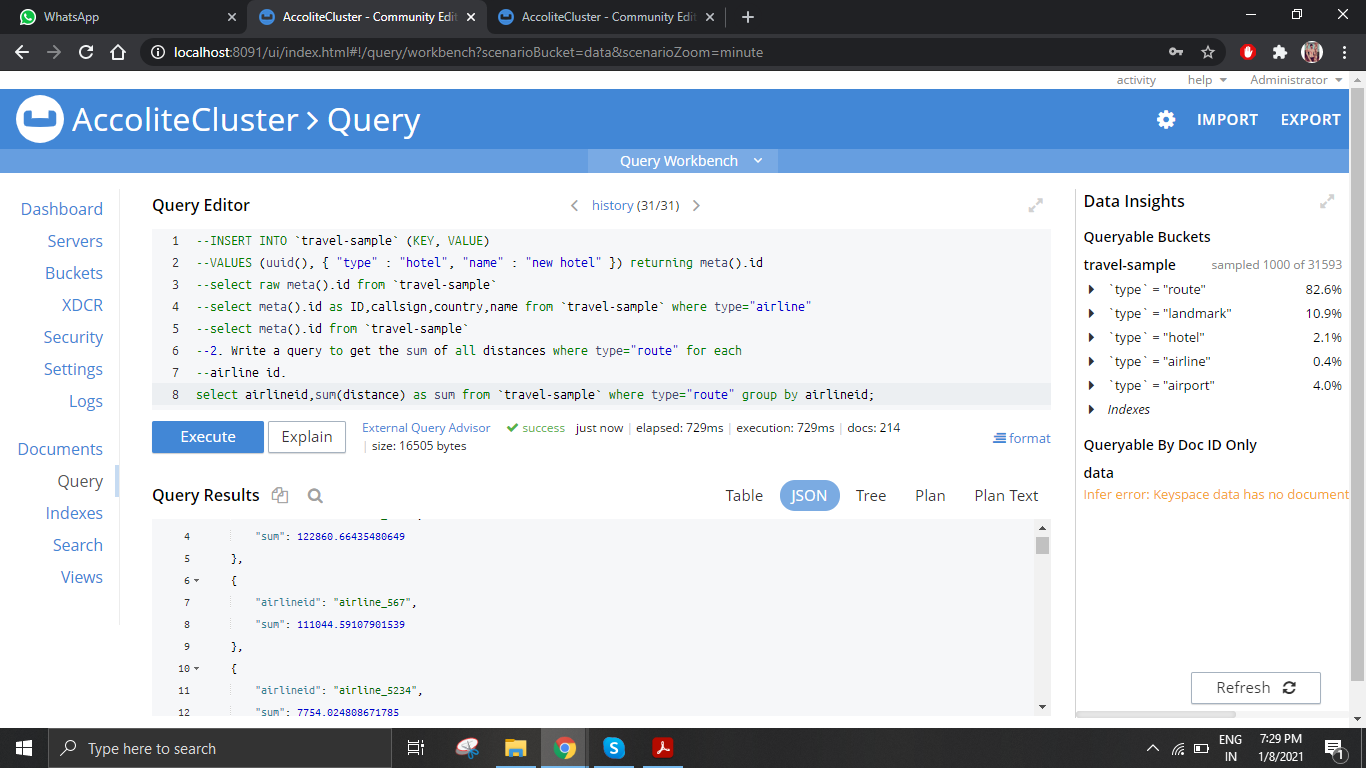 WhatsApp
AccoliteCluster - Community Edit
AccoliteCluster - Community Edit
localhost:8091/ui/index.html#!/query/workbench?scenarioBucket=data&scenarioZoom=minute
activity help Administrator
AccoliteCluster > Query
IMPORT EXPORT
Query Workbench
Dashboard
Servers
Buckets
XDCR
Security
Settings
Logs
Documents
Query
Indexes
Search
Views
Query Editor
history (31/31)
1 --INSERT INTO `travel-sample` (KEY, VALUE)
2 --VALUES (uuid(), { "type" : "hotel", "name" : "new hotel" }) returning meta().id
3 --select raw meta().id from `travel-sample`
4 --select meta().id as ID,callsign,country,name from `travel-sample` where type="airline"
5 --select meta().id from `travel-sample`
6 --2. Write a query to get the sum of all distances where type="route" for each
7 --airline id.
8 select airlineid,sum(distance) as sum from `travel-sample` where type="route" group by airlineid;
Execute Explain
External Query Advisor success just now | elapsed: 729ms | execution: 729ms | docs: 214
| size: 16505 bytes
format
Query Results
Table JSON Tree Plan Plan Text
4 "sum": 122860.66435480649
5 },
6 {
7 "airlineid": "airline_567",
8 "sum": 111044.59107901539
9 },
10 {
11 "airlineid": "airline_5234",
12 "sum": 7754.024808671785
Data Insights
Queryable Buckets
travel-sample sampled 1000 of 31593
`type` = "route" 82.6%
`type` = "landmark" 10.9%
`type` = "hotel" 2.1%
`type` = "airline" 0.4%
`type` = "airport" 4.0%
Indexes
Queryable By Doc ID Only
data
Infer error: Keyspace data has no document
Refresh
Type here to search
ENG
IN
7:29 PM
1/8/2021
1